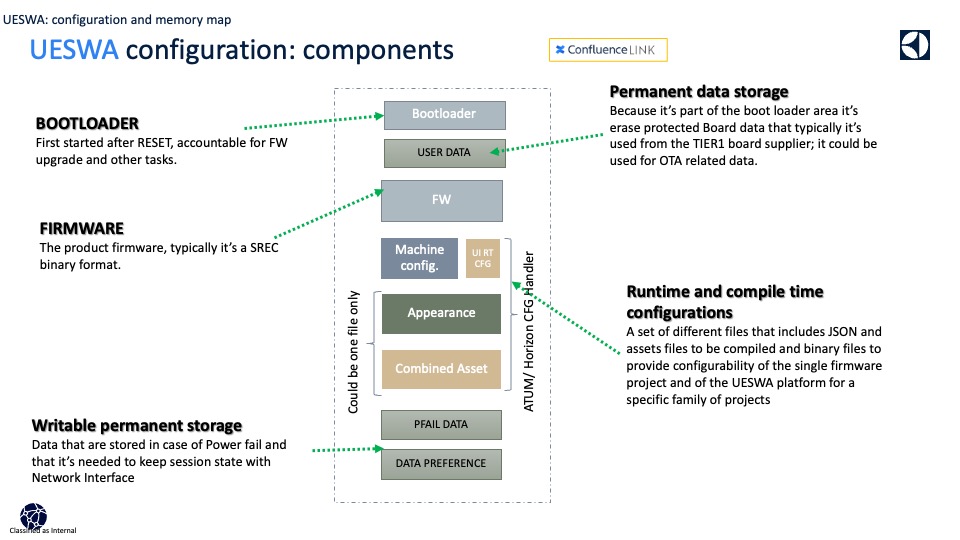 UESWA: configuration and memory map
UESWA configuration: components
Confluence LINK
BOOTLOADER
First started after RESET, accountable for FW
upgrade and other tasks.
FIRMWARE
The product firmware, typically it's a SREC
binary format.
Writable permanent storage
Data that are stored in case of Power fail and
that it's needed to keep session state with
Network Interface
Bootloader
USER DATA
FW
Machine
config.
UI RT
CFG
Appearance
Combined Asset
PFAIL DATA
DATA PREFERENCE
Could be one file only
ATUM/ Horizon CFG Handler
Permanent data storage
Because it's part of the boot loader area it's
erase protected Board data that typically it's
used from the TIER1 board supplier; it could be
used for OTA related data.
Runtime and compile time
configurations
A set of different files that includes JSON and
assets files to be compiled and binary files to
provide configurability of the single firmware
project and of the UESWA platform for a
specific family of projects
Classified as Internal